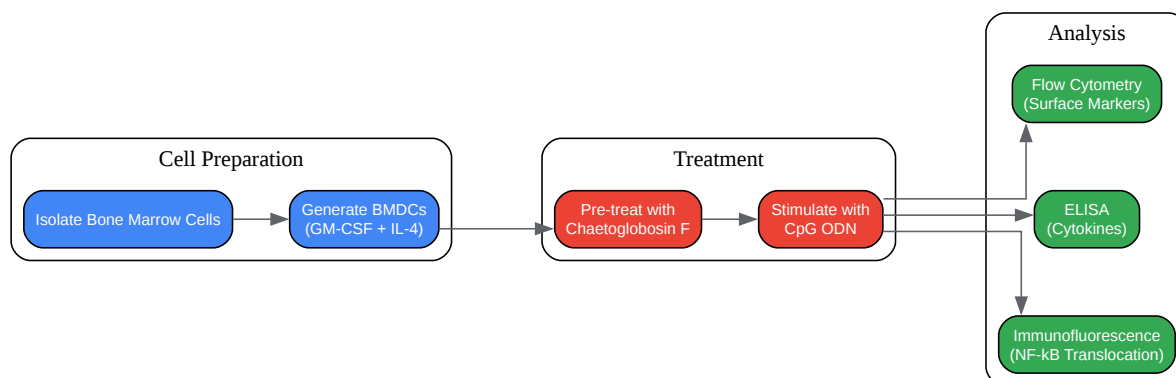 Cell Preparation
Isolate Bone Marrow Cells
Generate BMDCs
(GM-CSF + IL-4)
Treatment
Pre-treat with
Chaetoglobosin F
Stimulate with
CpG ODN
Analysis
Flow Cytometry
(Surface Markers)
ELISA
(Cytokines)
Immunofluorescence
(NF-kB Translocation)